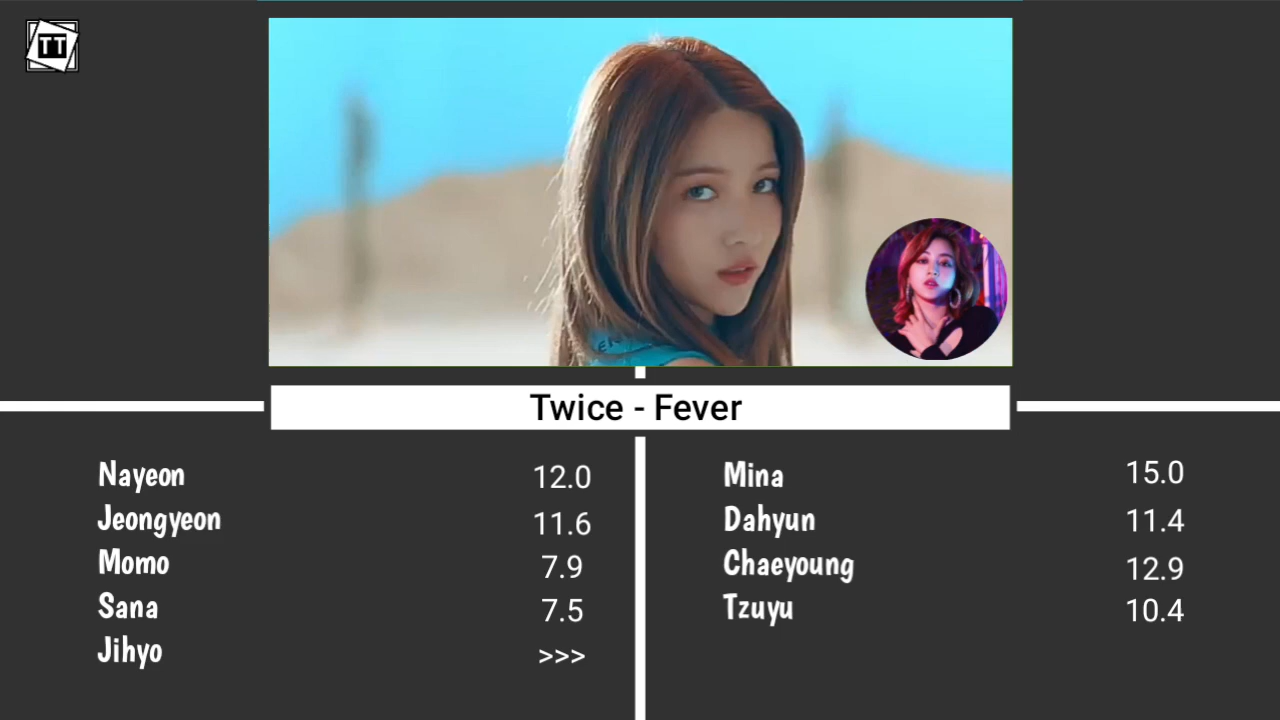 TT
Twice - Fever
Nayeon 12.0
Jeongyeon 11.6
Momo 7.9
Sana 7.5
Jihyo >>>
Mina 15.0
Dahyun 11.4
Chaeyoung 12.9
Tzuyu 10.4